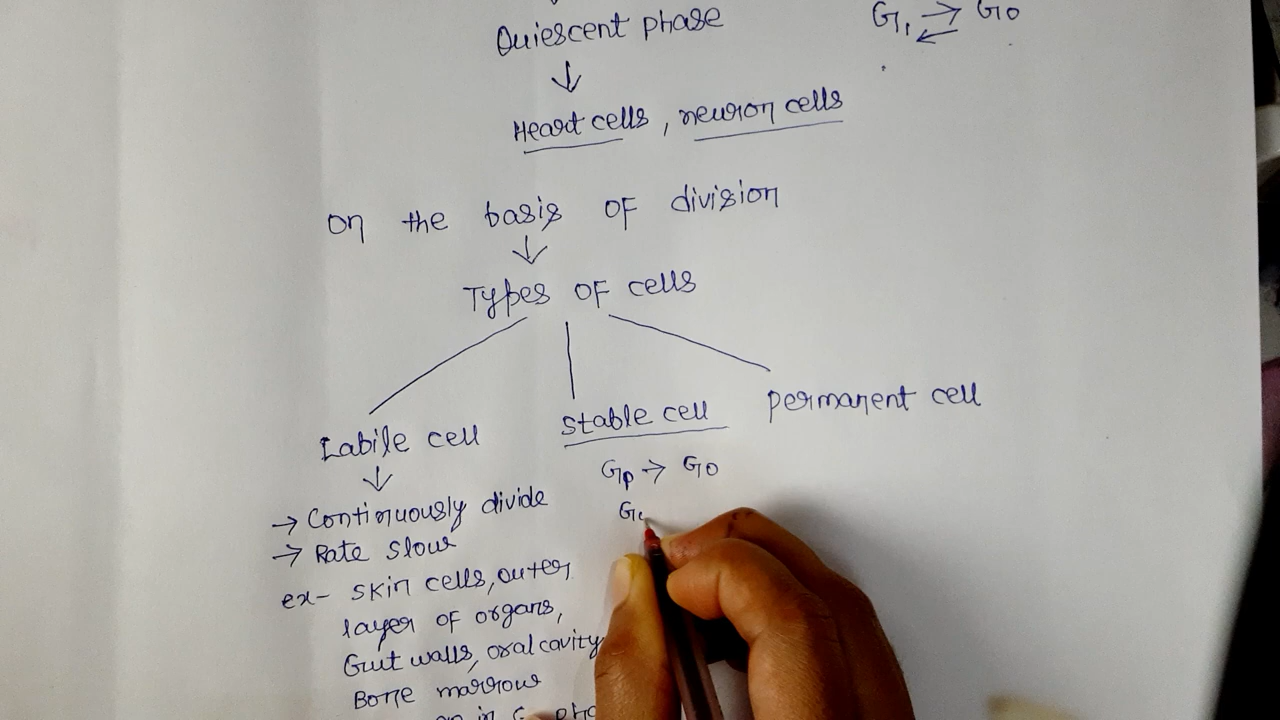 Quiescent phase
G1 ⇄ G0
↓
Heart cells, neuron cells
On the basis of division
↓
Types of cells
Labile cell
stable cell
permanent cell
↓
Gp → G0
→ Continuously divide
G
→ Rate slow
ex- skin cells, outer
layer of organs,
Gut walls, oral cavity
Bone marrow
in G